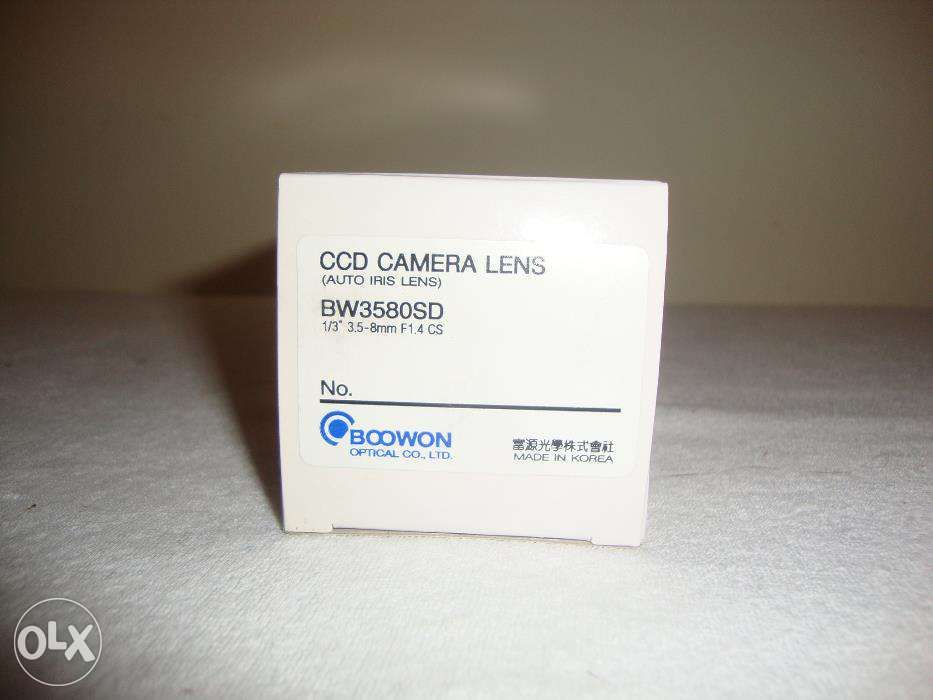 CCD CAMERA LENS
(AUTO IRIS LENS)
BW3580SD
1/3" 3.5-8mm F1.4 CS
No.
BOOWON
OPTICAL CO., LTD.
富源光學株式會社
MADE IN KOREA
OLX